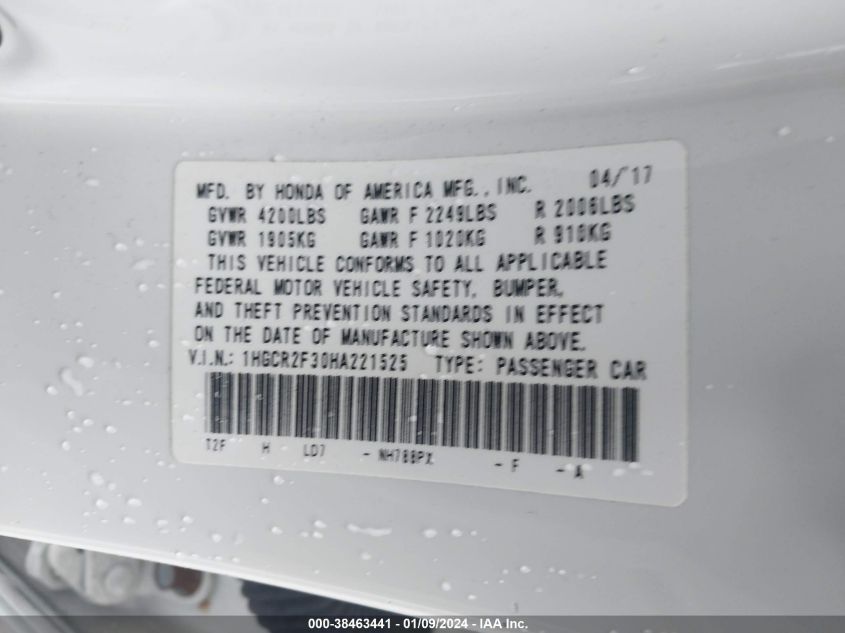 MFD. BY HONDA OF AMERICA MFG., INC. 04/'17
GVWR 4200LBS GAWR F 2249LBS R 2006LBS
GVWR 1905KG GAWR F 1020KG R 910KG
THIS VEHICLE CONFORMS TO ALL APPLICABLE
FEDERAL MOTOR VEHICLE SAFETY, BUMPER,
AND THEFT PREVENTION STANDARDS IN EFFECT
ON THE DATE OF MANUFACTURE SHOWN ABOVE.
V.I.N.: 1HGCR2F30HA221525 TYPE: PASSENGER CAR
T2F H LD7 - NH788PX - F - A
000-38463441 - 01/09/2024 - IAA Inc.